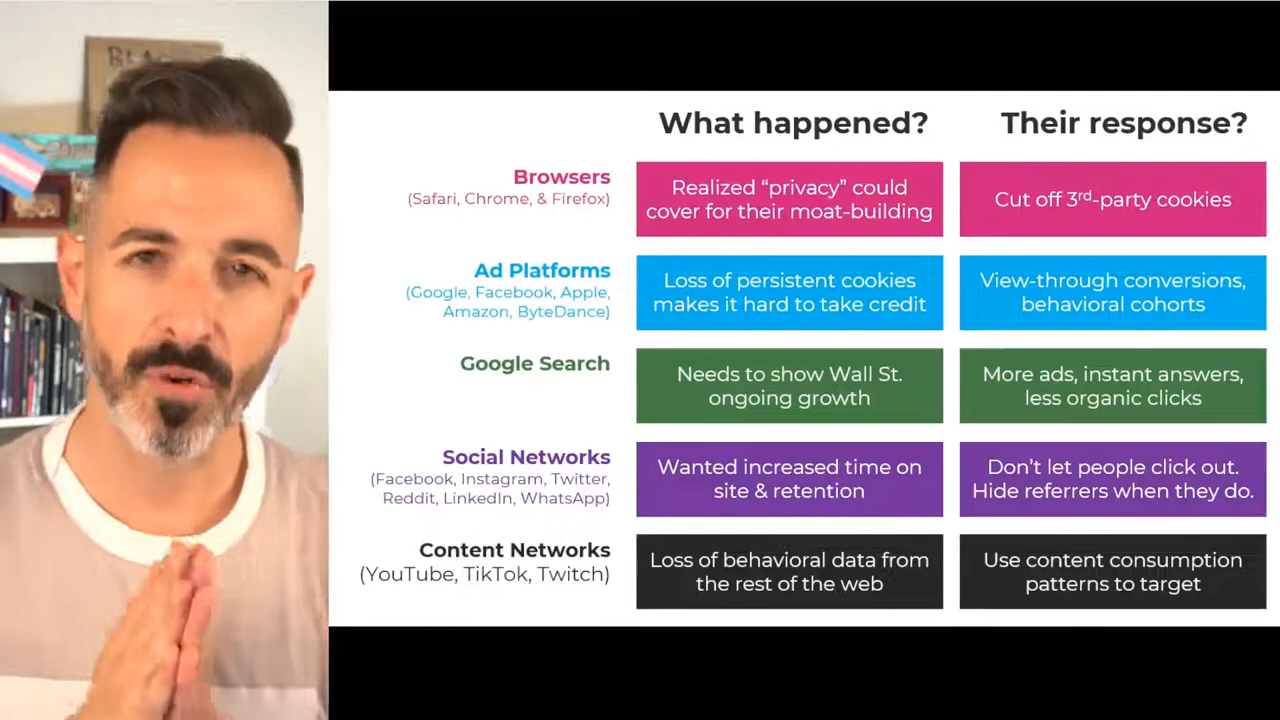 BLA
What happened?
Their response?
Browsers
(Safari, Chrome, & Firefox)
Realized “privacy” could
cover for their moat-building
Cut off 3rd-party cookies
Ad Platforms
(Google, Facebook, Apple,
Amazon, ByteDance)
Loss of persistent cookies
makes it hard to take credit
View-through conversions,
behavioral cohorts
Google Search
Needs to show Wall St.
ongoing growth
More ads, instant answers,
less organic clicks
Social Networks
(Facebook, Instagram, Twitter,
Reddit, LinkedIn, WhatsApp)
Wanted increased time on
site & retention
Don’t let people click out.
Hide referrers when they do.
Content Networks
(YouTube, TikTok, Twitch)
Loss of behavioral data from
the rest of the web
Use content consumption
patterns to target